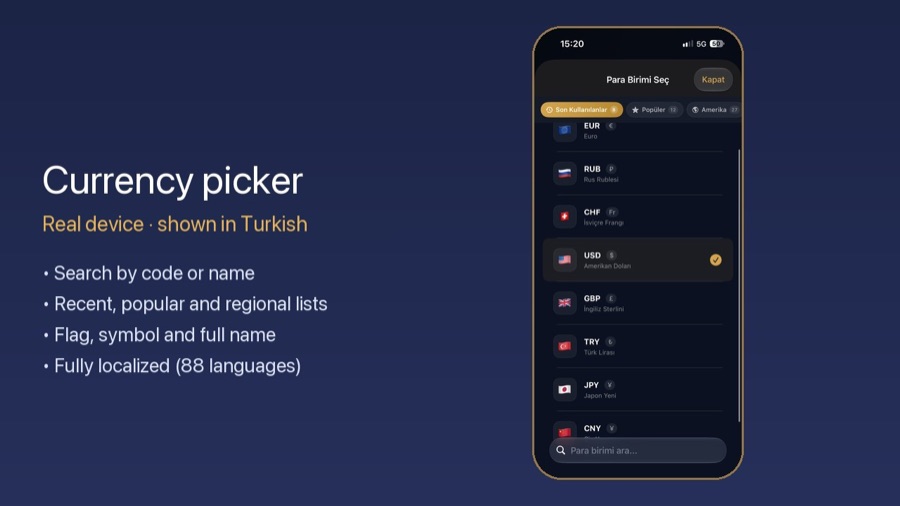 Currency picker
Real device · shown in Turkish
• Search by code or name
• Recent, popular and regional lists
• Flag, symbol and full name
• Fully localized (88 languages)
15:20
5G
Para Birimi Seç
Kapat
Son Kullanılanlar
Popüler
Amerika
EUR €
Euro
RUB
Rus Rublesi
CHF Fr
İsviçre Frangı
USD $
Amerikan Doları
GBP £
İngiliz Sterlini
TRY ₺
Türk Lirası
JPY ¥
Japon Yeni
CNY ¥
Para birimi ara...